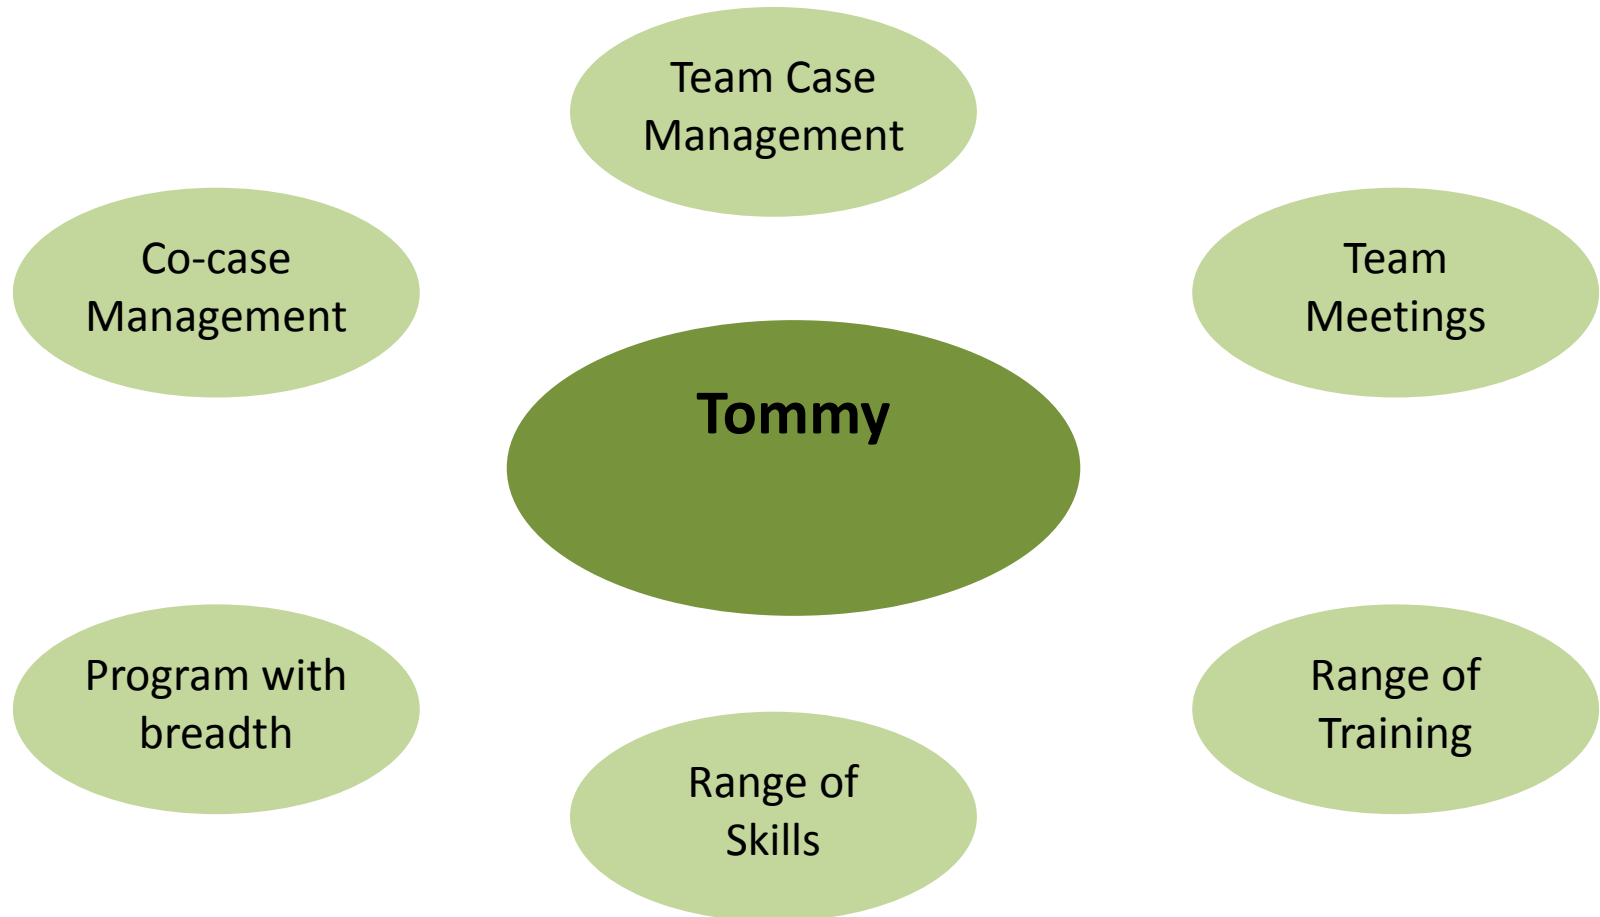 Team Case
Management
Co-case
Management
Team
Meetings
Tommy
Program with
breadth
Range of
Training
Range of
Skills